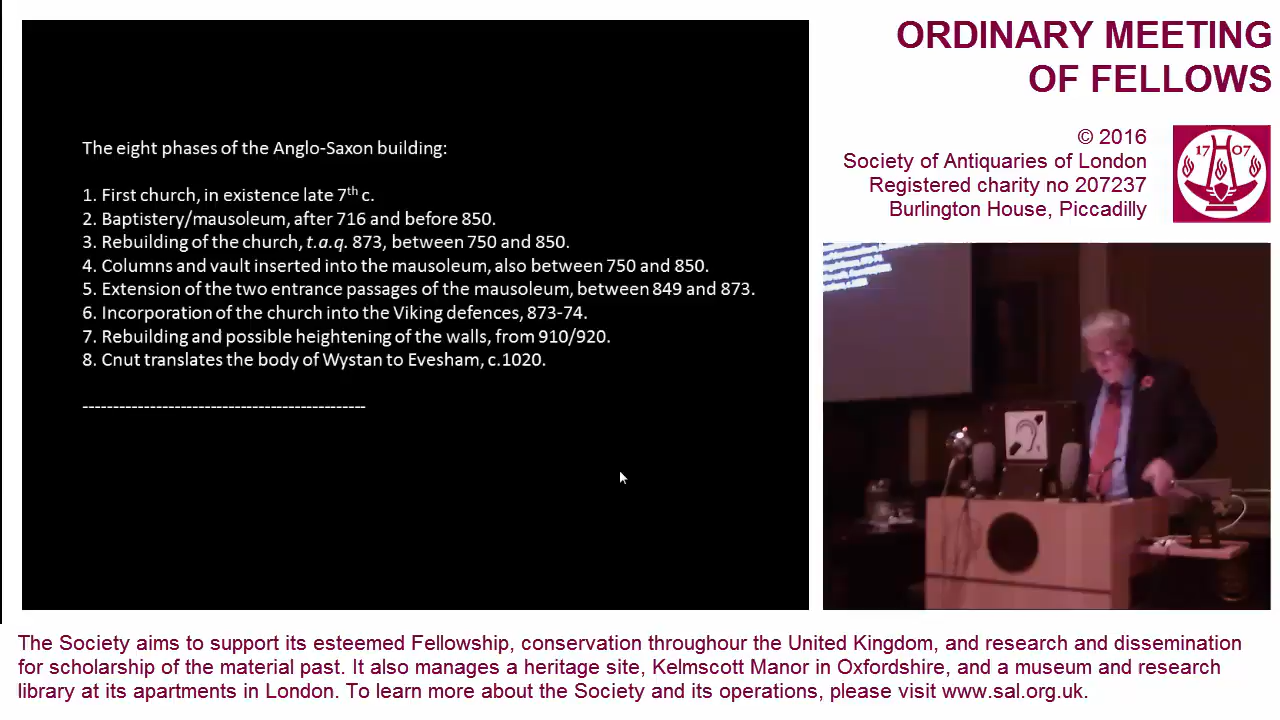 ORDINARY MEETING
OF FELLOWS
© 2016
Society of Antiquaries of London
Registered charity no 207237
Burlington House, Piccadilly
17 07
The eight phases of the Anglo-Saxon building:
1. First church, in existence late 7th c.
2. Baptistery/mausoleum, after 716 and before 850.
3. Rebuilding of the church, t.a.q. 873, between 750 and 850.
4. Columns and vault inserted into the mausoleum, also between 750 and 850.
5. Extension of the two entrance passages of the mausoleum, between 849 and 873.
6. Incorporation of the church into the Viking defences, 873-74.
7. Rebuilding and possible heightening of the walls, from 910/920.
8. Cnut translates the body of Wystan to Evesham, c.1020.
----------------------------------------------
The Society aims to support its esteemed Fellowship, conservation throughour the United Kingdom, and research and dissemination
for scholarship of the material past. It also manages a heritage site, Kelmscott Manor in Oxfordshire, and a museum and research
library at its apartments in London. To learn more about the Society and its operations, please visit www.sal.org.uk.